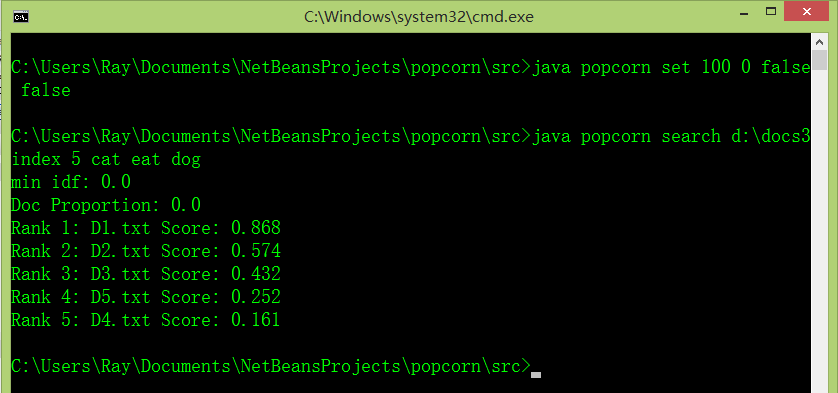 C:\Windows\system32\cmd.exe
C:\Users\Ray\Documents\NetBeansProjects\popcorn\src>java popcorn set 100 0 false
 false
C:\Users\Ray\Documents\NetBeansProjects\popcorn\src>java popcorn search d:\docs3
index 5 cat eat dog
min idf: 0.0
Doc Proportion: 0.0
Rank 1: D1.txt Score: 0.868
Rank 2: D2.txt Score: 0.574
Rank 3: D3.txt Score: 0.432
Rank 4: D5.txt Score: 0.252
Rank 5: D4.txt Score: 0.161
C:\Users\Ray\Documents\NetBeansProjects\popcorn\src>